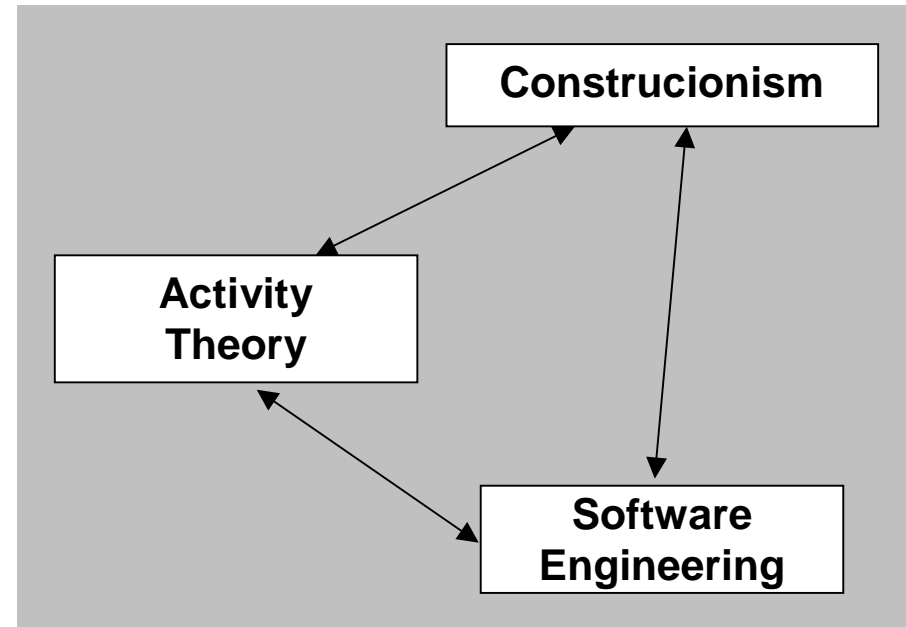 Construcionism
Activity
Theory
Software
Engineering